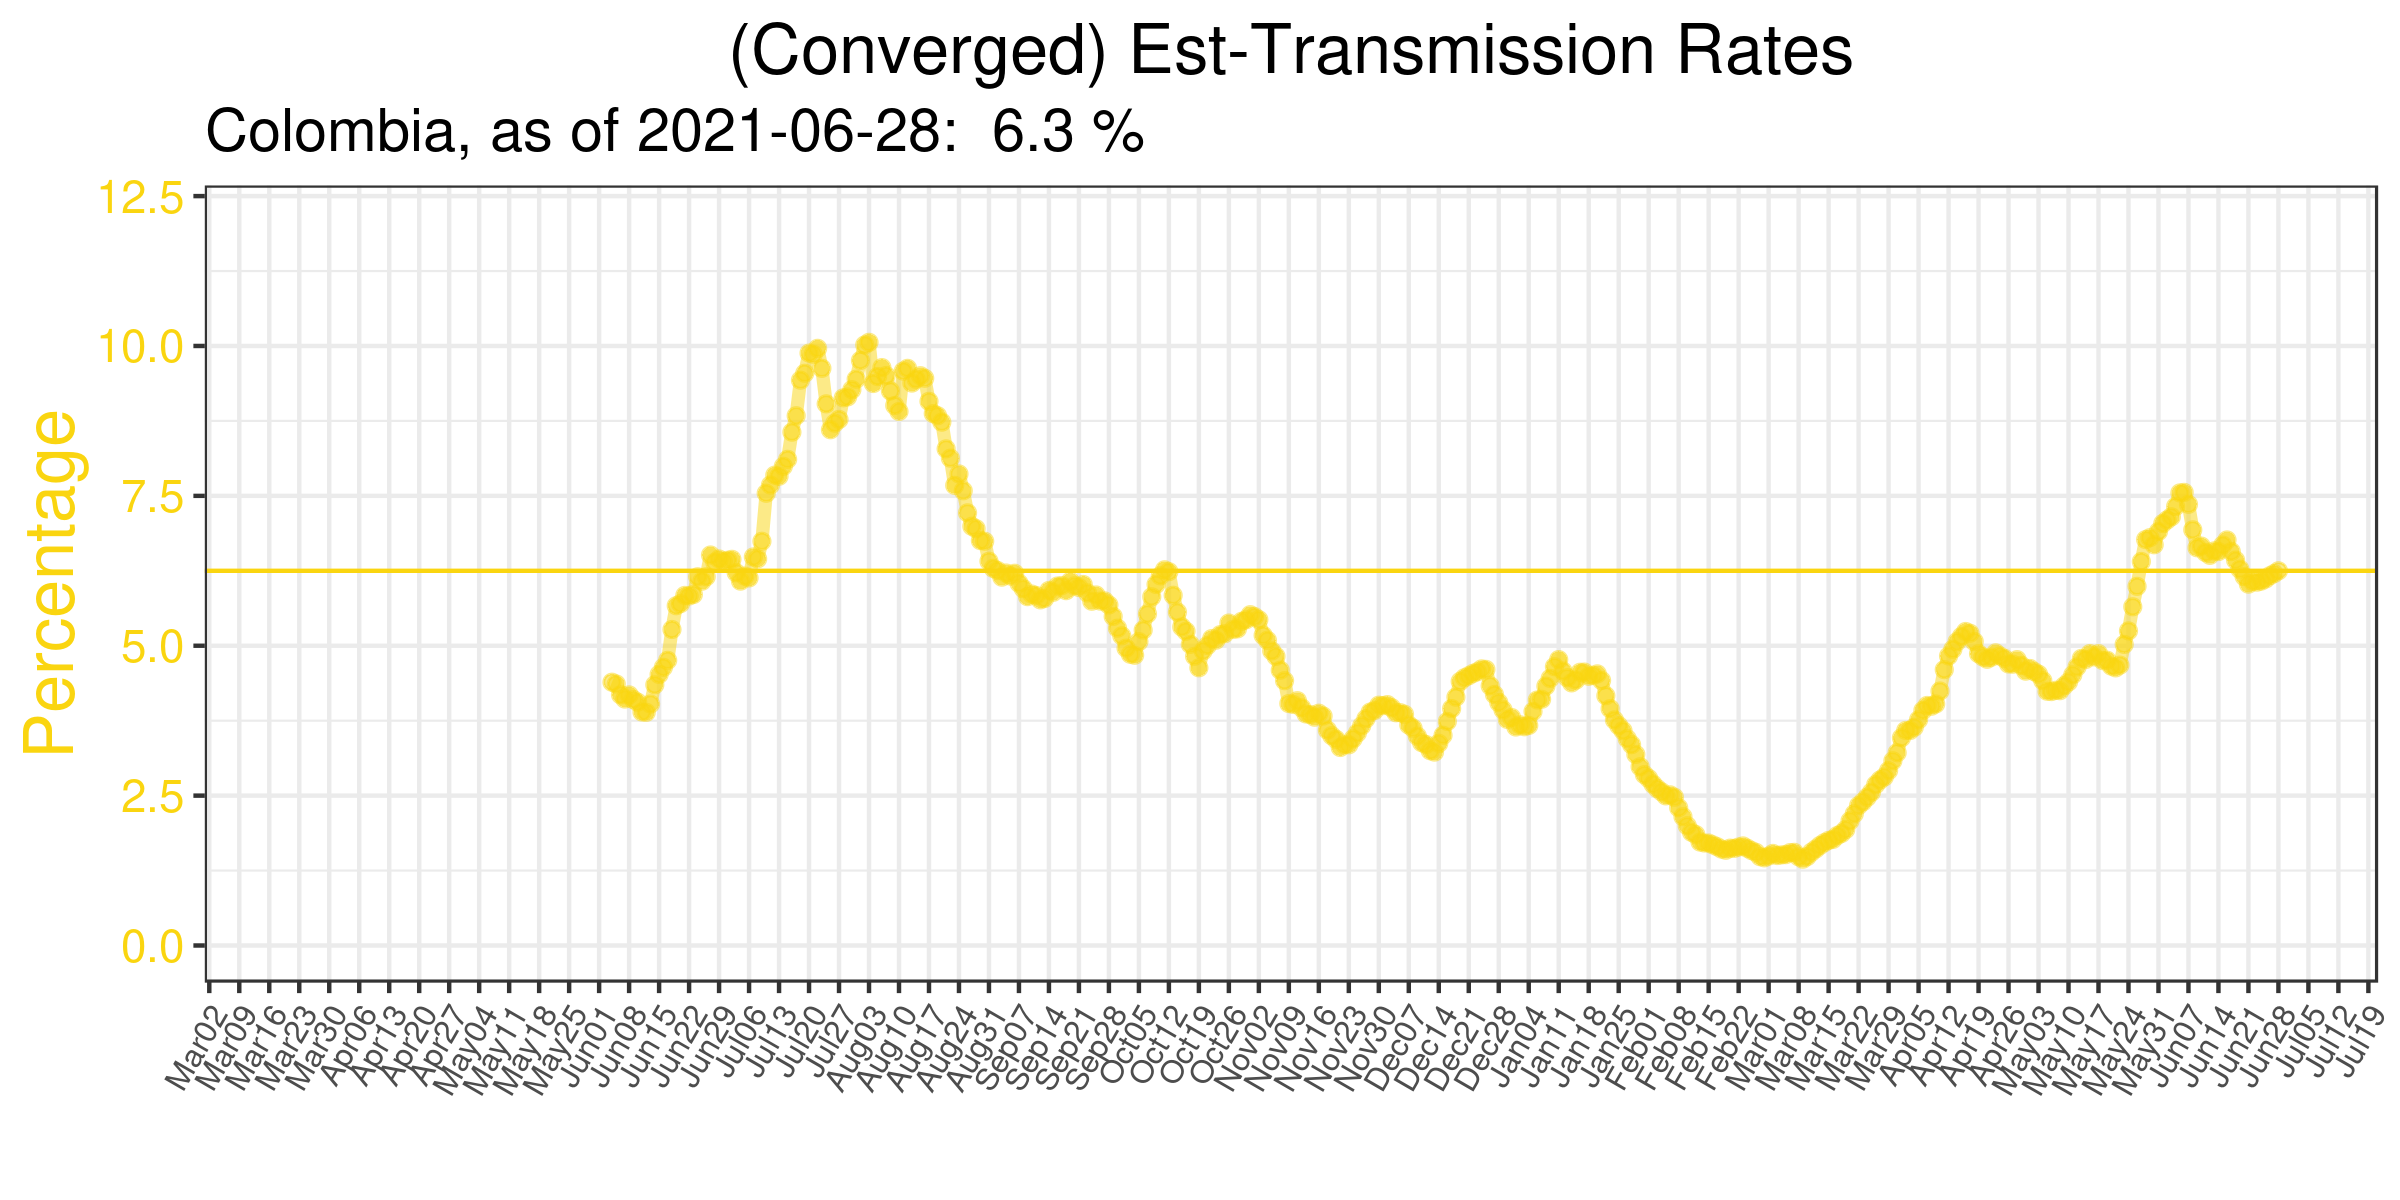 (Converged) Est-Transmission Rates
Colombia, as of 2021-06-28:  6.3 %
Percentage
12.5
10.0
7.5
5.0
2.5
0.0
Mar02
Mar09
Mar16
Mar23
Mar30
Apr06
Apr13
Apr20
Apr27
May04
May11
May18
May25
Jun01
Jun08
Jun15
Jun22
Jun29
Jul06
Jul13
Jul20
Jul27
Aug03
Aug10
Aug17
Aug24
Aug31
Sep07
Sep14
Sep21
Sep28
Oct05
Oct12
Oct19
Oct26
Nov02
Nov09
Nov16
Nov23
Nov30
Dec07
Dec14
Dec21
Dec28
Jan04
Jan11
Jan18
Jan25
Feb01
Feb08
Feb15
Feb22
Mar01
Mar08
Mar15
Mar22
Mar29
Apr05
Apr12
Apr19
Apr26
May03
May10
May17
May24
May31
Jun07
Jun14
Jun21
Jun28
Jul05
Jul12
Jul19